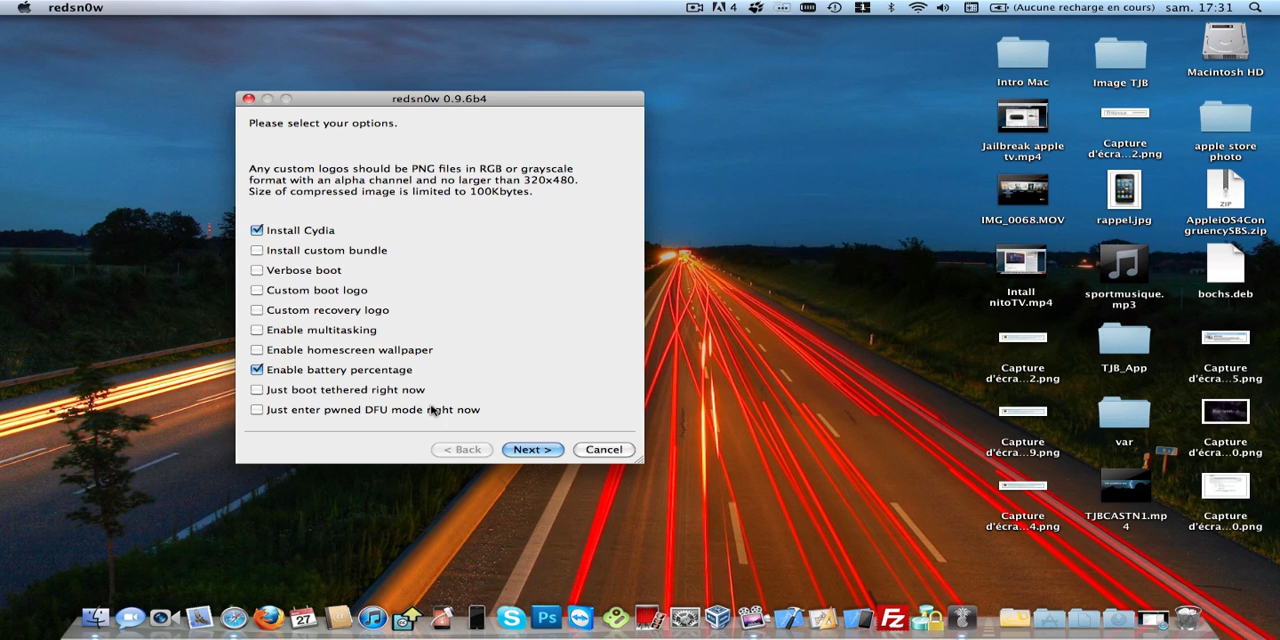 redsn0w
4
(Aucune recharge en cours)
sam. 17:31
redsn0w 0.9.6b4
Please select your options.
Any custom logos should be PNG files in RGB or grayscale
format with an alpha channel and no larger than 320x480.
Size of compressed image is limited to 100Kbytes.
Install Cydia
Install custom bundle
Verbose boot
Custom boot logo
Custom recovery logo
Enable multitasking
Enable homescreen wallpaper
Enable battery percentage
Just boot tethered right now
Just enter pwned DFU mode right now
< Back
Next >
Cancel
Intro Mac
Image TJB
Macintosh HD
Jailbreak apple
tv.mp4
Capture
d'écra...2.png
apple store
photo
IMG_0068.MOV
rappel.jpg
ZIP
AppleiOS4Con
gruencySBS.zip
Intall
nitoTV.mp4
sportmusique.
mp3
bochs.deb
Capture
d'écra...2.png
TJB_App
Capture
d'écra...5.png
Capture
d'écra...9.png
var
Capture
d'écra...0.png
Capture
d'écra...4.png
TJBCASTN1.mp
4
Capture
d'écra...0.png
27
Ps
Fz